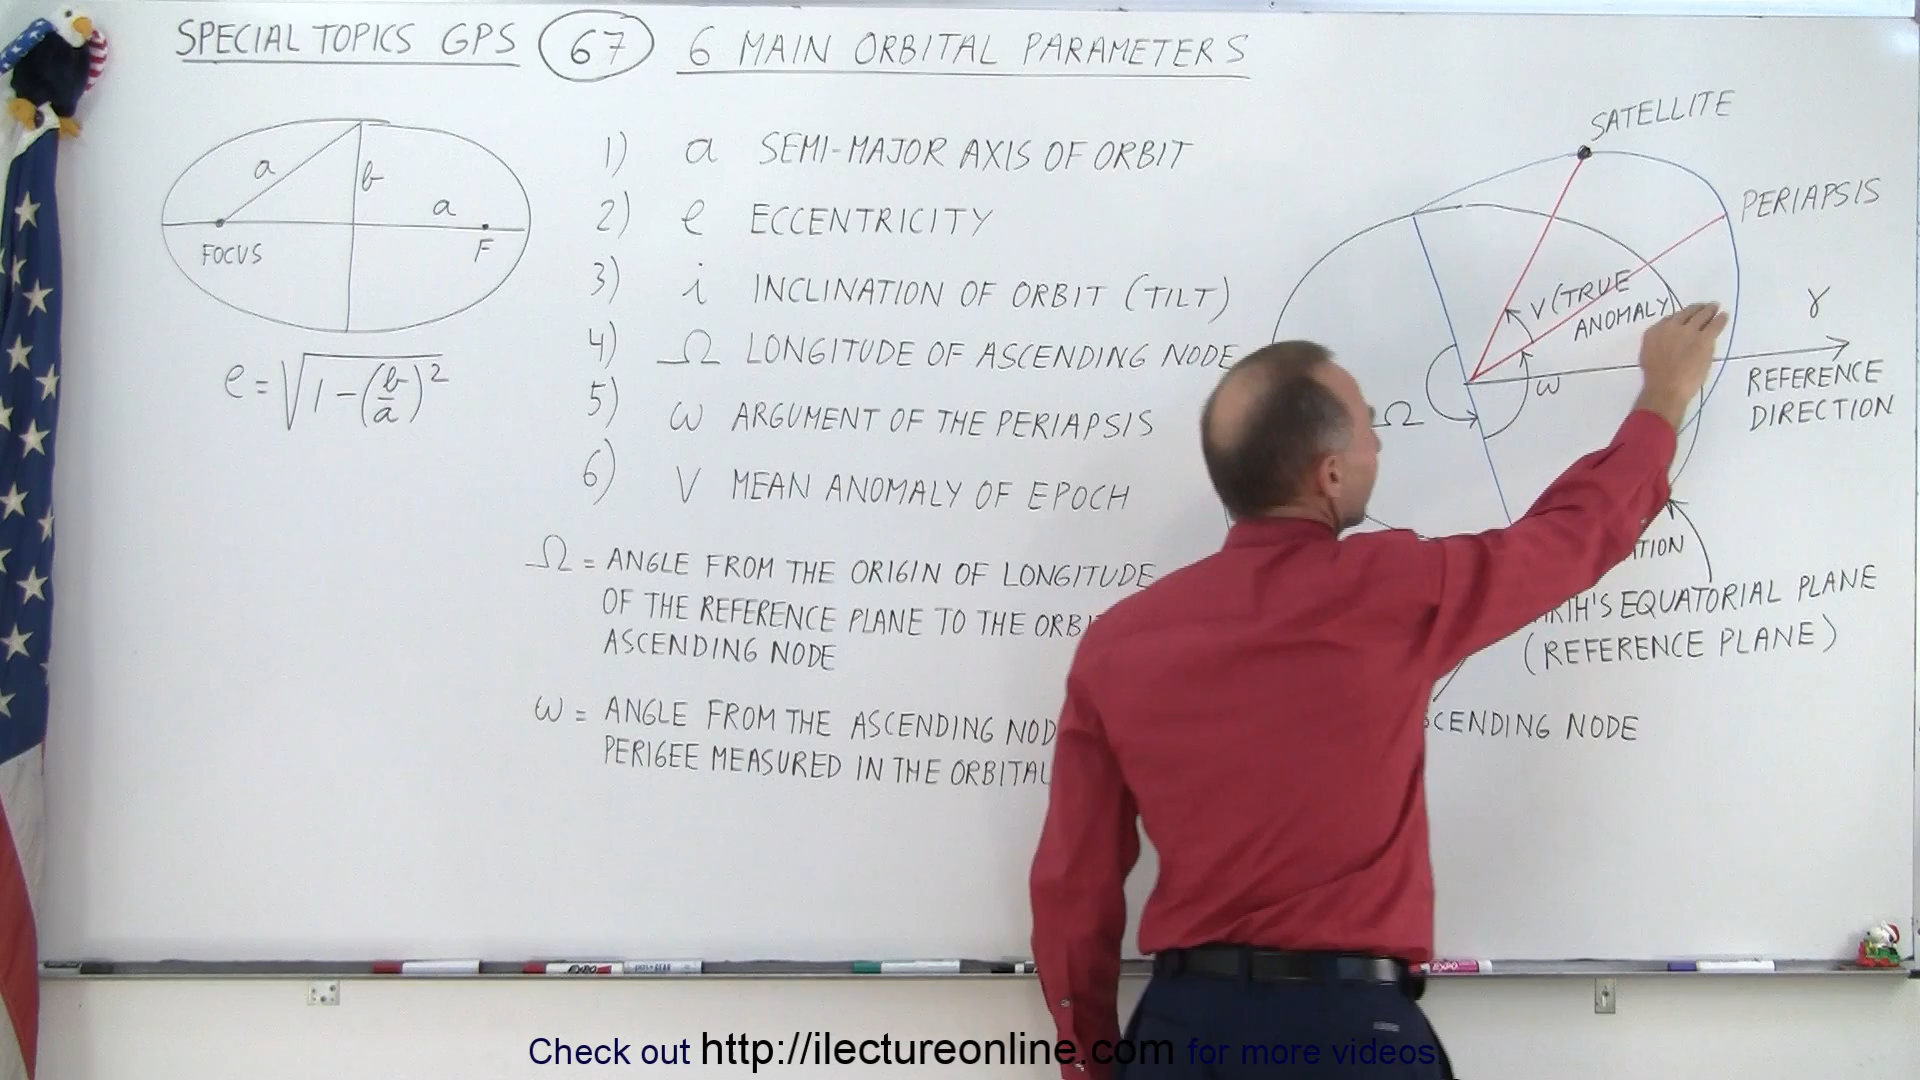 SPECIAL TOPICS GPS 67 6 MAIN ORBITAL PARAMETERS
a
b
a
FOCUS
F
e = √1 - (b/a)²
1) a SEMI-MAJOR AXIS OF ORBIT
2) e ECCENTRICITY
3) i INCLINATION OF ORBIT (TILT)
4) Ω LONGITUDE OF ASCENDING NODE
5) ω ARGUMENT OF THE PERIAPSIS
6) V MEAN ANOMALY OF EPOCH
Ω = ANGLE FROM THE ORIGIN OF LONGITUDE
OF THE REFERENCE PLANE TO THE
ASCENDING NODE
ω = ANGLE FROM THE ASCENDING
PERIGEE MEASURED IN THE ORBITAL
SATELLITE
PERIAPSIS
V (TRUE
ANOMALY)
γ
REFERENCE
DIRECTION
ω
Ω
EQUATORIAL PLANE
(REFERENCE PLANE)
NODE
EXPO
EXPO
Check out http://ilectureonline.com for more videos.